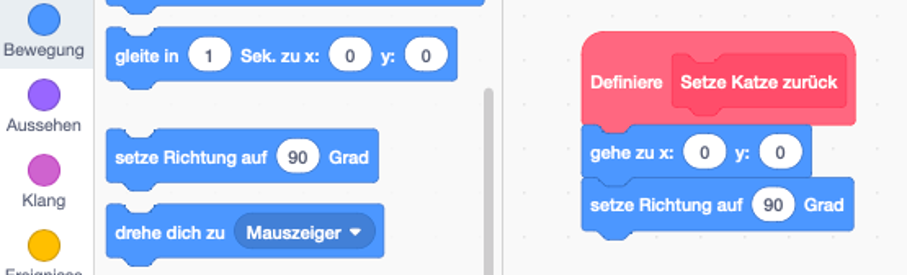 Bewegung
Aussehen
Klang
Ereignisse
gleite in 1 Sek. zu x: 0 y: 0
setze Richtung auf 90 Grad
drehe dich zu Mauszeiger
Definiere Setze Katze zurück
gehe zu x: 0 y: 0
setze Richtung auf 90 Grad